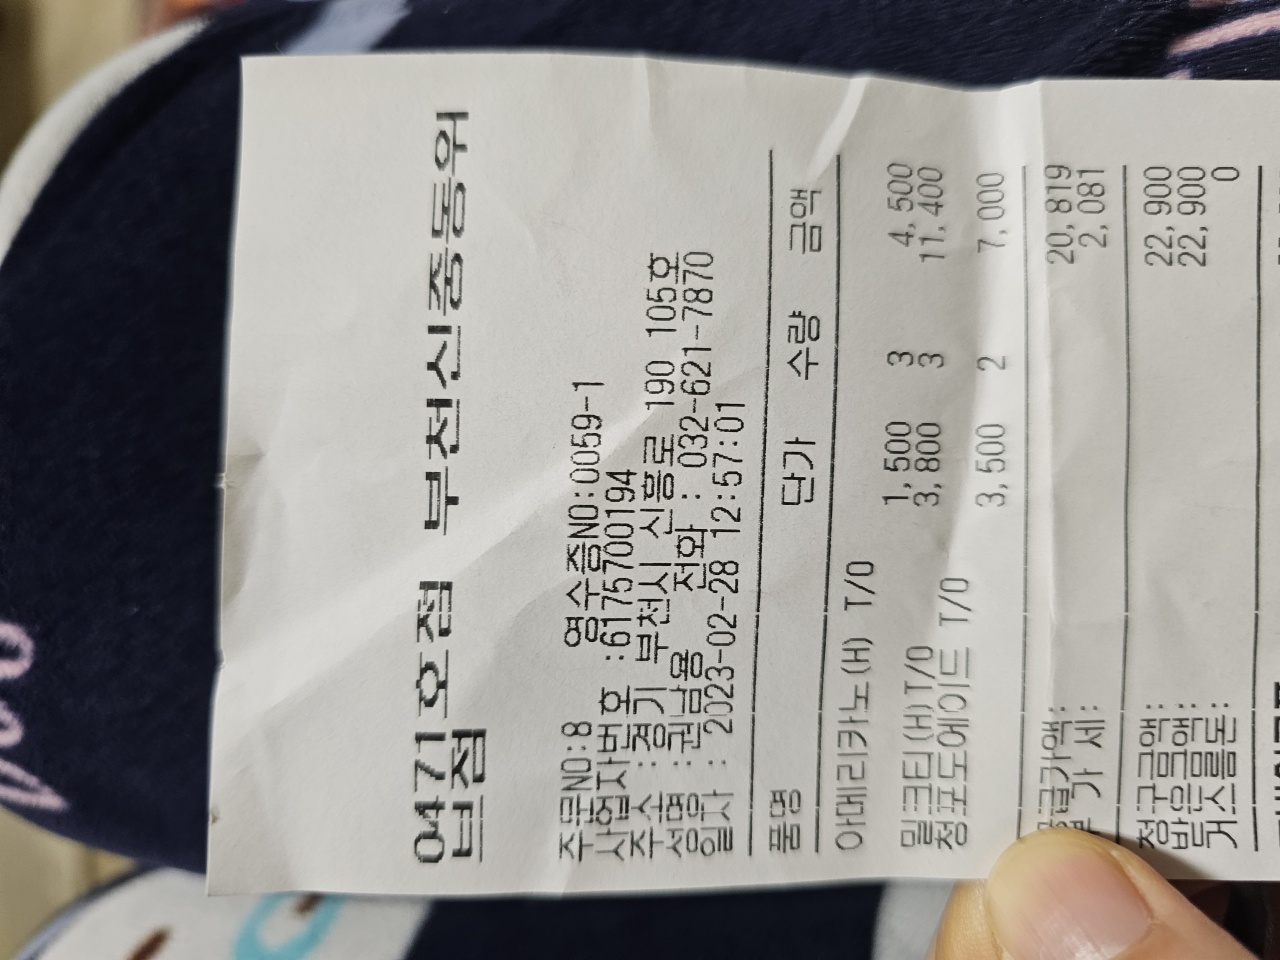 0471호점 부천신중동위
브점
주문NO:8 영수증NO:0059-1
사업자번호 :6175700194
주소 :경기 부천시 신흥로 190 105호
성명 :권남용 전화 : 032-621-7870
일자 : 2023-02-28 12:57:01
품명 단가 수량 금액
아메리카노(H) T/O
1,500 3 4,500
밀크티(H)T/O 3,800 3 11,400
청포도에이드 T/O
3,500 2 7,000
공급가액: 20,819
부 가 세: 2,081
청구금액: 22,900
받은금액: 22,900
거스름돈: 0